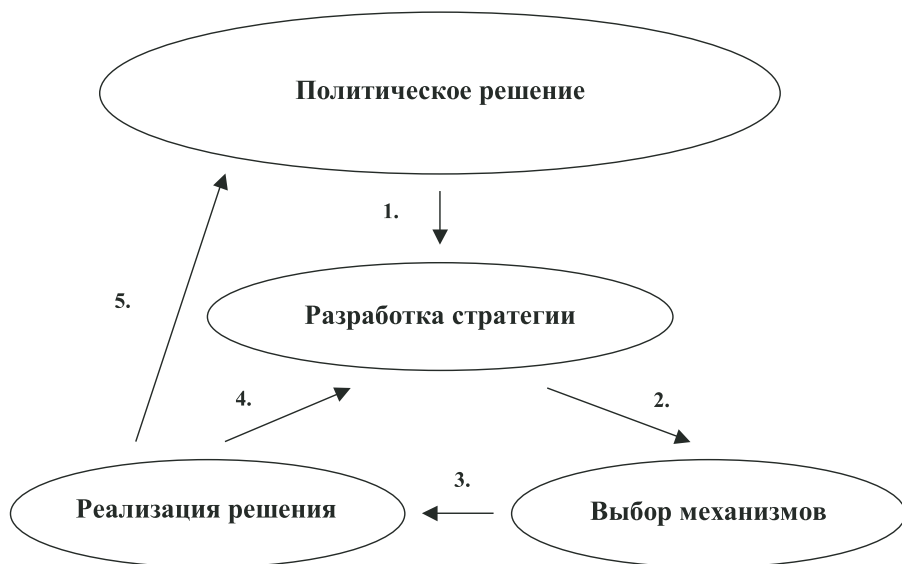 Политическое решение
1.
5.
Разработка стратегии
4.
2.
3.
Реализация решения
Выбор механизмов